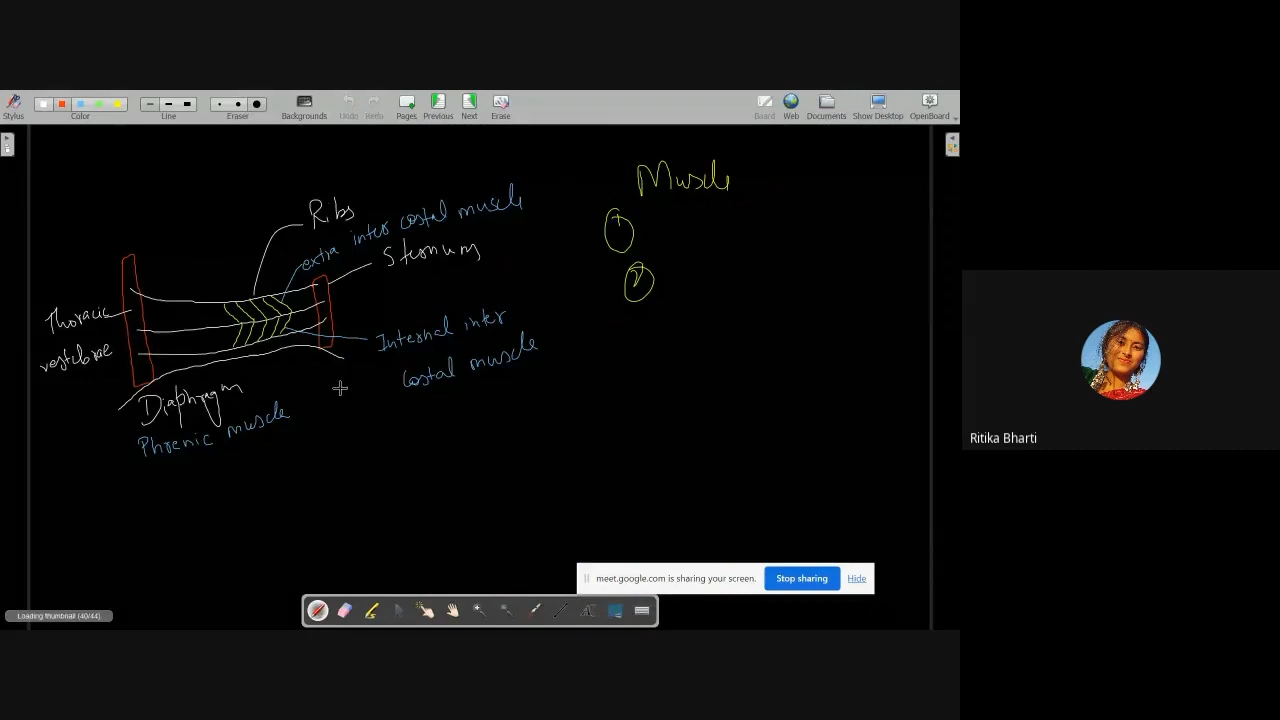 Stylus
Color
Line
Eraser
Backgrounds
Undo
Redo
Pages
Previous
Next
Erase
Board
Web
Documents
Show Desktop
OpenBoard
Muscle
1
2
Ribs
extra inter costal muscle
Sternum
Thoracic
vertebrae
Internal inter
costal muscle
Diaphragm
Phrenic muscle
Ritika Bharti
meet.google.com is sharing your screen.
Stop sharing
Hide
Loading thumbnail (40/44)